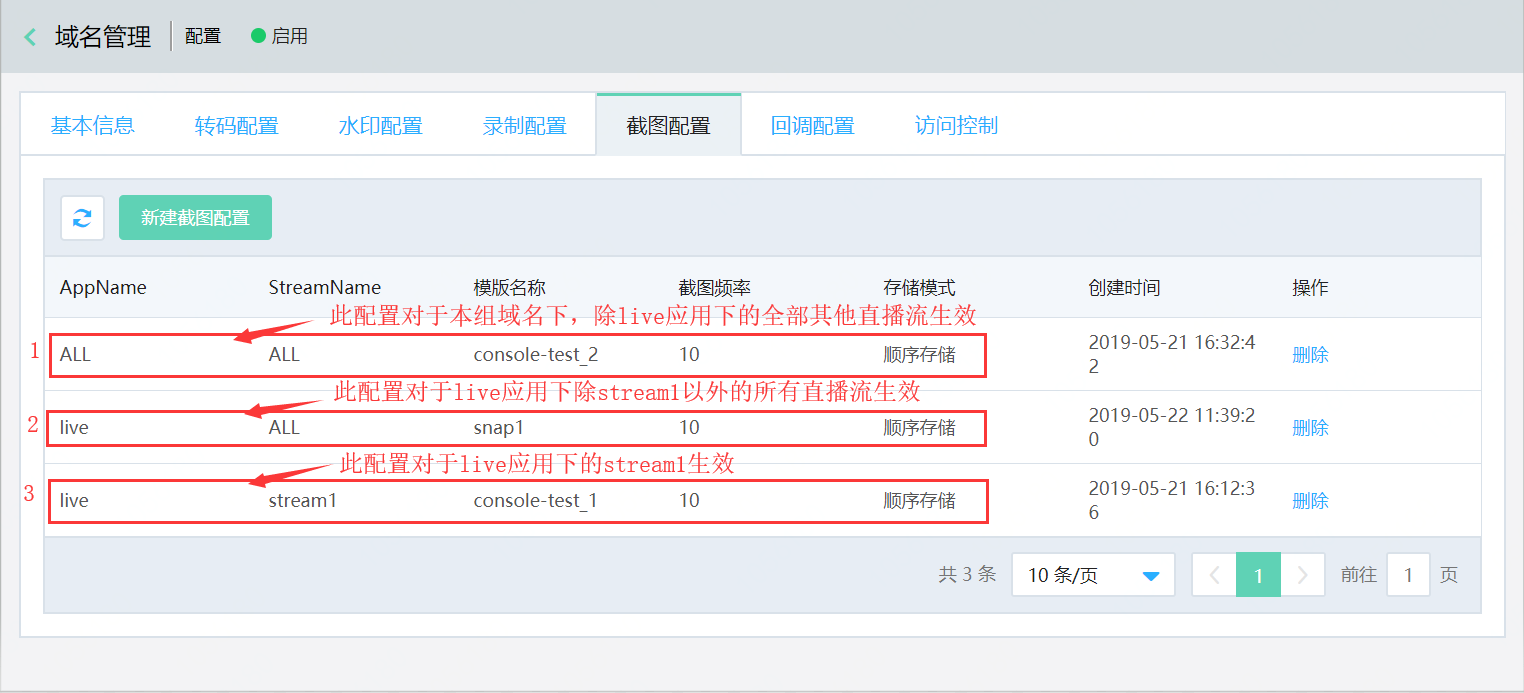 域名管理 配置 启用
基本信息 转码配置 水印配置 录制配置 截图配置 回调配置 访问控制
新建截图配置
AppName StreamName 模版名称 截图频率 存储模式 创建时间 操作
此配置对于本组域名下，除live应用下的全部其他直播流生效
1 ALL ALL console-test_2 10 顺序存储 2019-05-21 16:32:4 删除
2
此配置对于live应用下除stream1以外的所有直播流生效
2 live ALL snap1 10 顺序存储 2019-05-22 11:39:2 删除
0
此配置对于live应用下的stream1生效
3 live stream1 console-test_1 10 顺序存储 2019-05-21 16:12:3 删除
6
共 3 条 10 条/页 1 前往 1 页